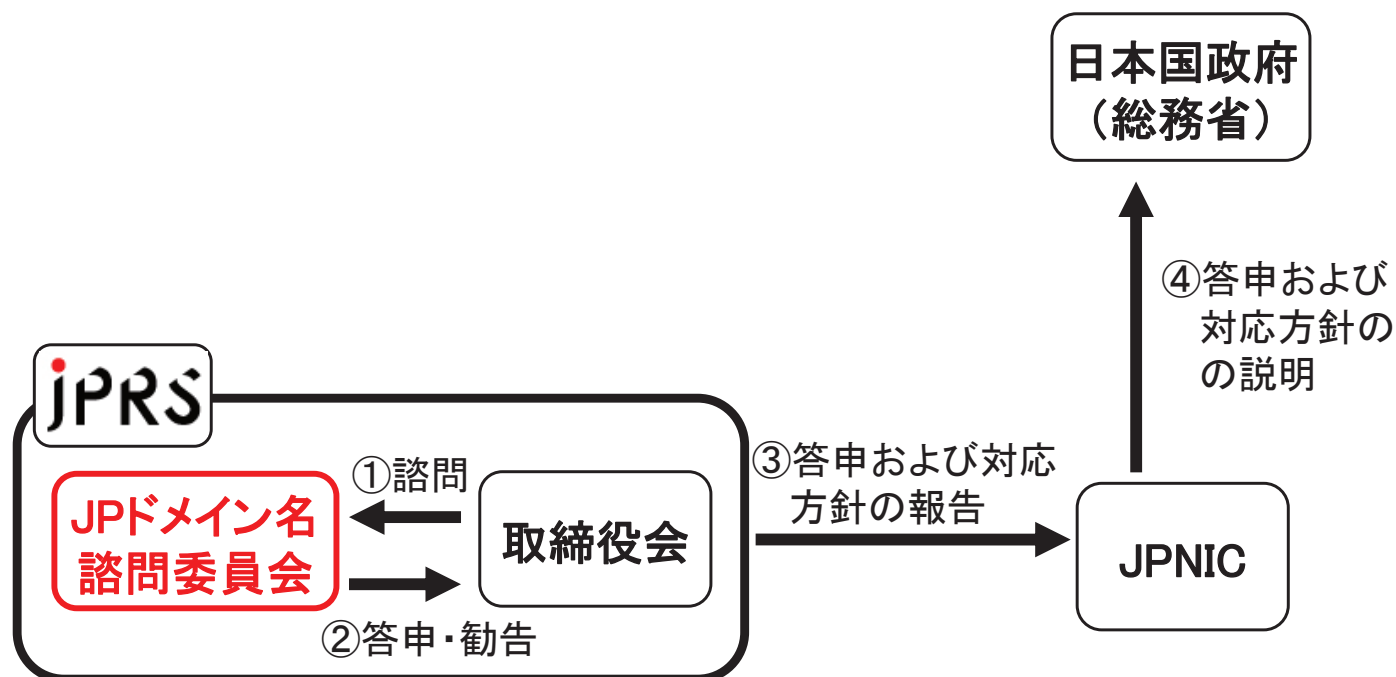 日本国政府
（総務省）
④答申および
対応方針の
の説明
JPRS
①諮問
JPドメイン名
諮問委員会
取締役会
②答申・勧告
③答申および対応
方針の報告
JPNIC